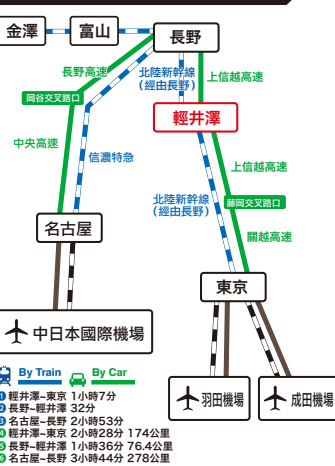 金澤
富山
長野
長野高速
北陸新幹線
(經由長野)
上信越高速
岡谷交叉路口
輕井澤
中央高速
信濃特急
上信越高速
北陸新幹線
(經由長野)
藤岡交叉路口
關越高速
名古屋
東京
中日本國際機場
By Train
By Car
羽田機場
成田機場
1 輕井澤~東京 1小時7分
2 長野~輕井澤 32分
3 名古屋~長野 2小時53分
4 輕井澤~東京 2小時28分 174公里
5 長野~輕井澤 1小時36分 76.4公里
6 名古屋~長野 3小時44分 278公里